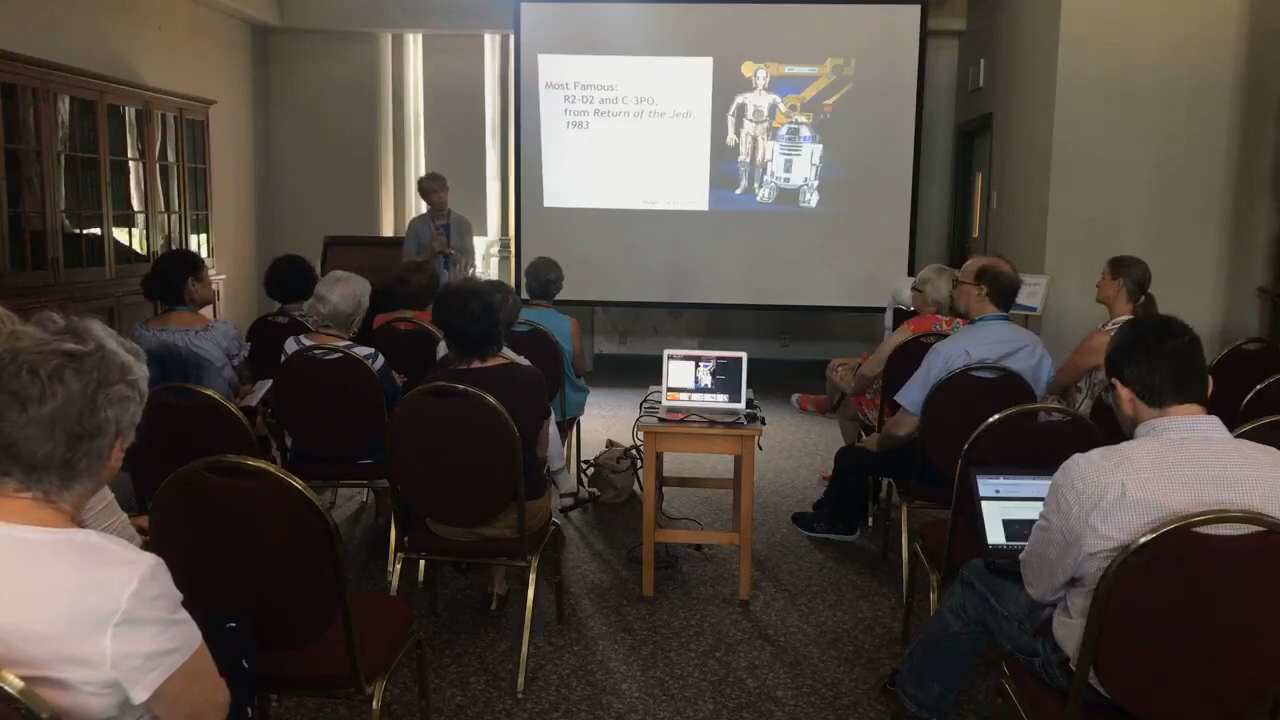 Most Famous:
R2-D2 and C-3PO,
from Return of the Jedi,
1983